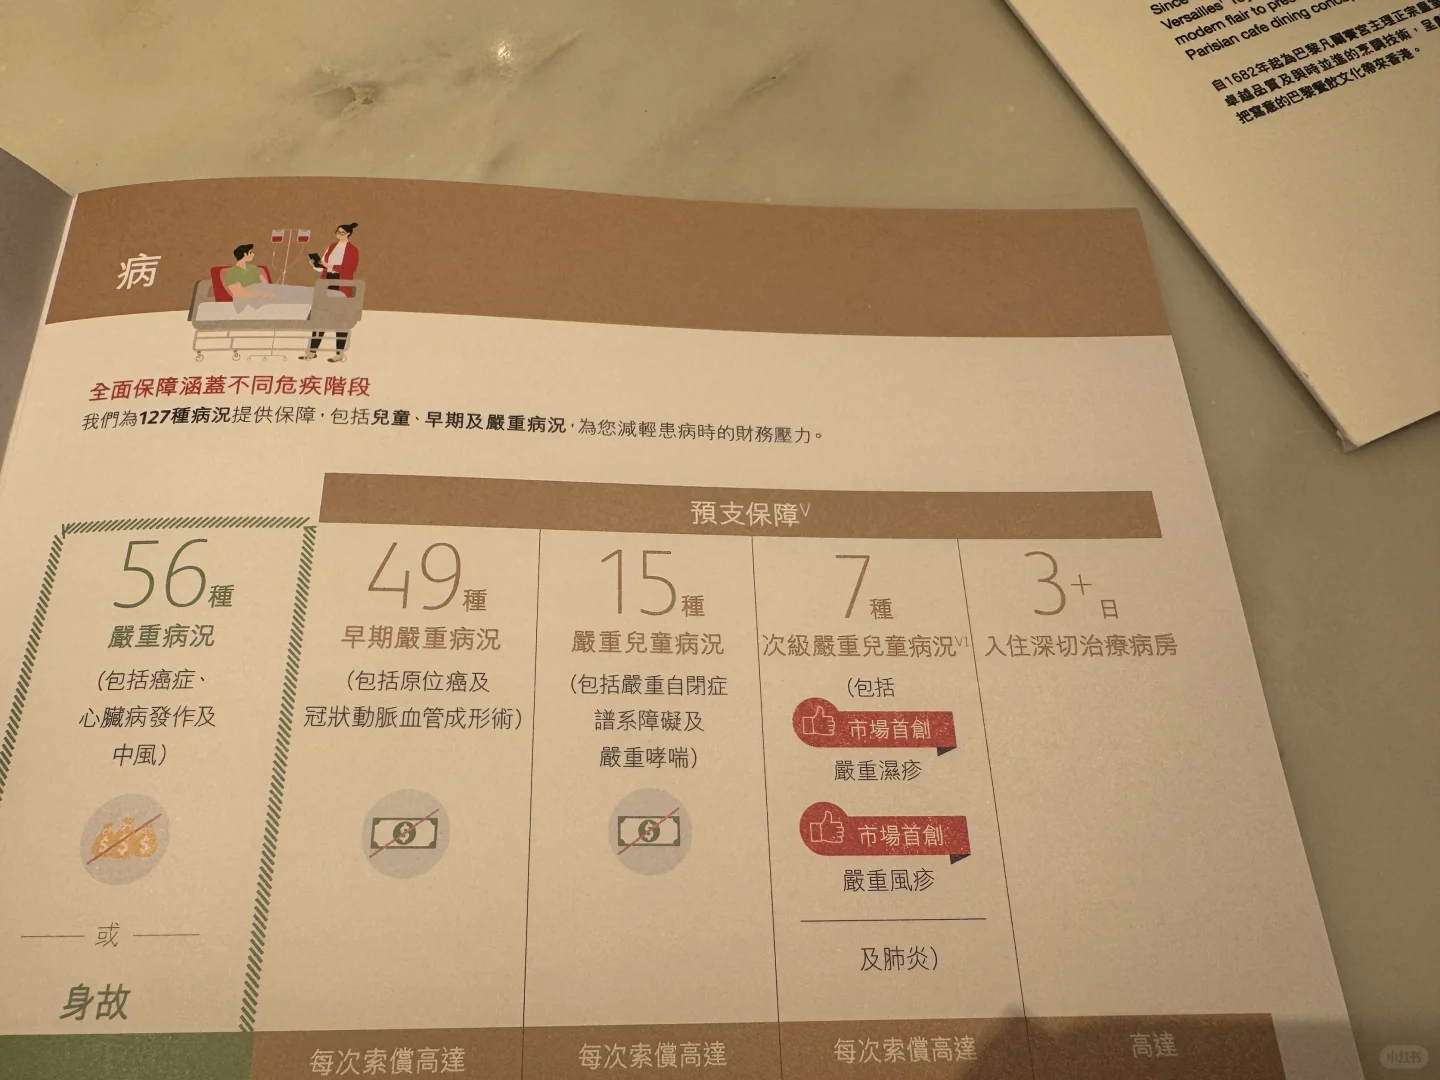 Since
Versailles'
modern flair to
Parisian cafe dining
自1682年起為巴黎凡爾賽宮主理正宗
卓越品質及與時並進的烹調技術，呈
把寫意的巴黎餐飲文化帶來香港。
病
全面保障涵蓋不同危疾階段
我們為127種病況提供保障，包括兒童、早期及嚴重病況，為您減輕患病時的財務壓力。
預支保障V
56種
嚴重病況
（包括癌症、
心臟病發作及
中風）
或
身故
49種
早期嚴重病況
（包括原位癌及
冠狀動脈血管成形術）
每次索償高達
15種
嚴重兒童病況
（包括嚴重自閉症
譜系障礙及
嚴重哮喘）
每次索償高達
7種
次級嚴重兒童病況VI
（包括
市場首創
嚴重濕疹
市場首創
嚴重風疹
及肺炎）
每次索償高達
3+日
入住深切治療病房
高達
小红书